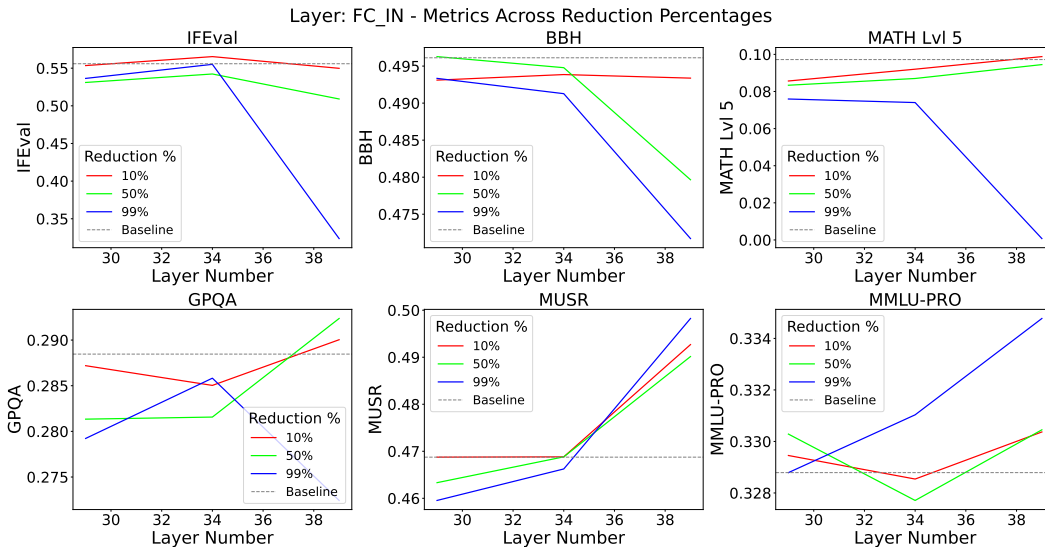 Layer: FC_IN - Metrics Across Reduction Percentages
IFEval
IFEval
0.55
0.50
0.45
0.40
0.35
Reduction %
10%
50%
99%
Baseline
30 32 34 36 38
Layer Number
BBH
BBH
0.495
0.490
0.485
0.480
0.475
Reduction %
10%
50%
99%
Baseline
30 32 34 36 38
Layer Number
MATH Lvl 5
MATH Lvl 5
0.10
0.08
0.06
0.04
0.02
0.00
Reduction %
10%
50%
99%
Baseline
30 32 34 36 38
Layer Number
GPQA
GPQA
0.290
0.285
0.280
0.275
Reduction %
10%
50%
99%
Baseline
30 32 34 36 38
Layer Number
MUSR
MUSR
0.50
0.49
0.48
0.47
0.46
Reduction %
10%
50%
99%
Baseline
30 32 34 36 38
Layer Number
MMLU-PRO
MMLU-PRO
0.334
0.332
0.330
0.328
Reduction %
10%
50%
99%
Baseline
30 32 34 36 38
Layer Number